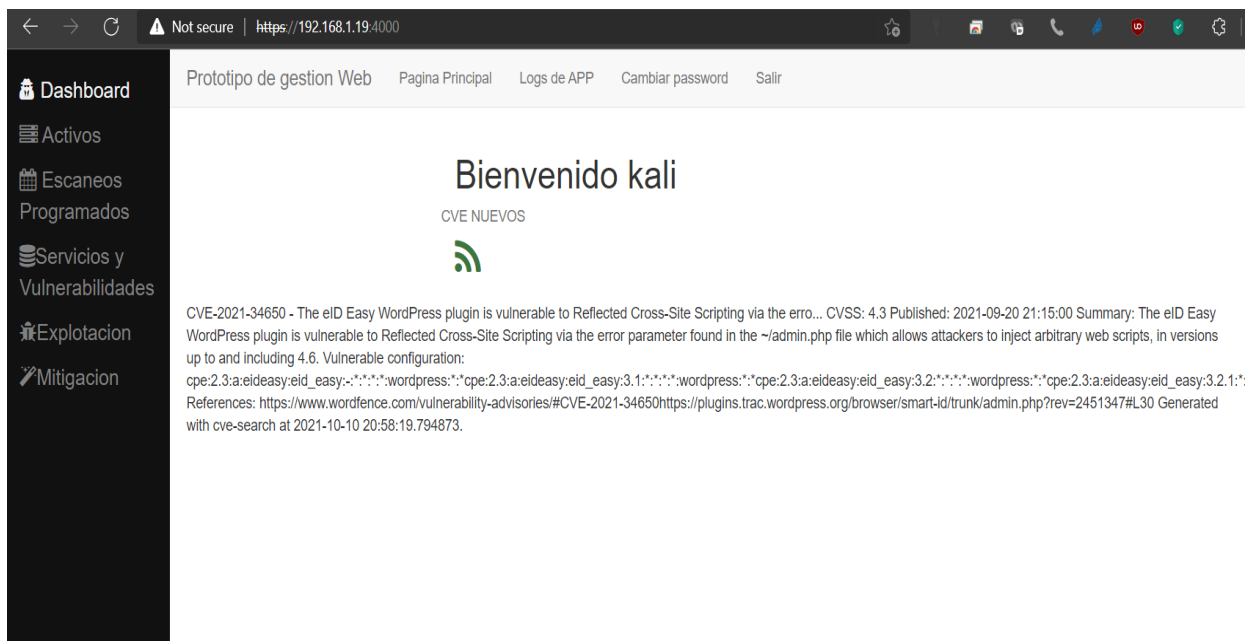 Not secure | https://192.168.1.19:4000
Prototipo de gestion Web Pagina Principal Logs de APP Cambiar password Salir
Dashboard
Activos
Escaneos
Programados
Servicios y
Vulnerabilidades
Explotacion
Mitigacion
Bienvenido kali
CVE NUEVOS
CVE-2021-34650 - The eID Easy WordPress plugin is vulnerable to Reflected Cross-Site Scripting via the erro... CVSS: 4.3 Published: 2021-09-20 21:15:00 Summary: The eID Easy
WordPress plugin is vulnerable to Reflected Cross-Site Scripting via the error parameter found in the ~/admin.php file which allows attackers to inject arbitrary web scripts, in versions
up to and including 4.6. Vulnerable configuration:
cpe:2.3:a:eideasy:eid_easy:-:*:*:*:*:wordpress:*:*cpe:2.3:a:eideasy:eid_easy:3.1:*:*:*:*:wordpress:*:*cpe:2.3:a:eideasy:eid_easy:3.2:*:*:*:*:wordpress:*:*cpe:2.3:a:eideasy:eid_easy:3.2.1:*:
References: https://www.wordfence.com/vulnerability-advisories/#CVE-2021-34650https://plugins.trac.wordpress.org/browser/smart-id/trunk/admin.php?rev=2451347#L30 Generated
with cve-search at 2021-10-10 20:58:19.794873.